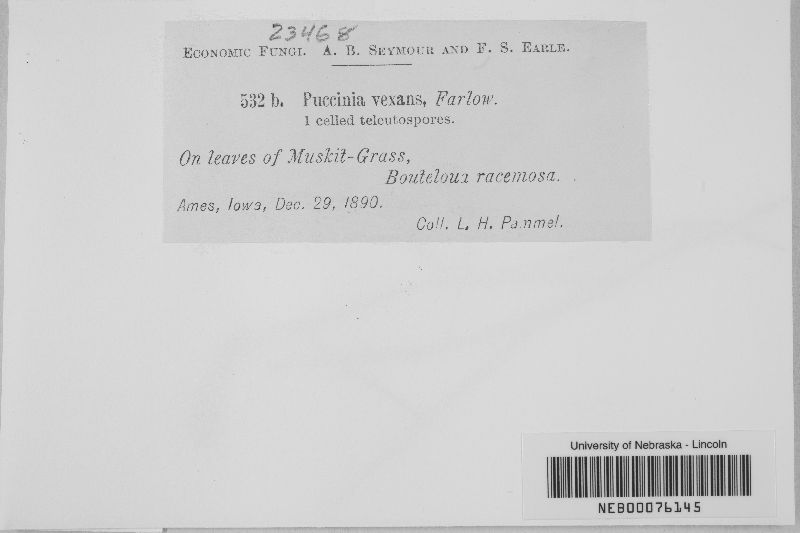 23468
ECONOMIC FUNGI. A. B. SEYMOUR AND F. S. EARLE.
532 b. Puccinia vexans, Farlow.
1 celled teleutospores.
On leaves of Muskit-Grass,
Bouteloua racemosa.
Ames, Iowa, Dec. 29, 1890.
Coll. L. H. Pammel.
University of Nebraska - Lincoln
NEB00076145